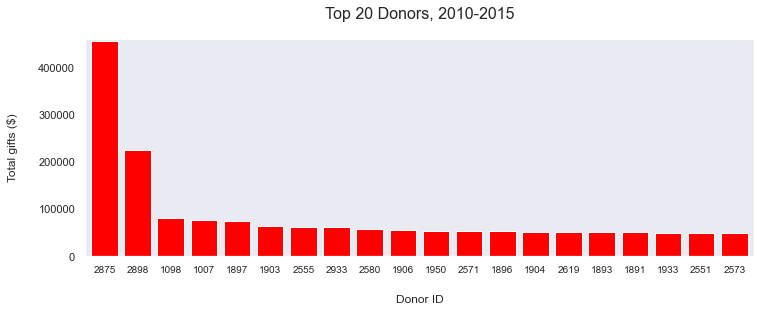 Top 20 Donors, 2010-2015
Total gifts ($)
400000
300000
200000
100000
0
2875 2898 1098 1007 1897 1903 2555 2933 2580 1906 1950 2571 1896 1904 2619 1893 1891 1933 2551 2573
Donor ID